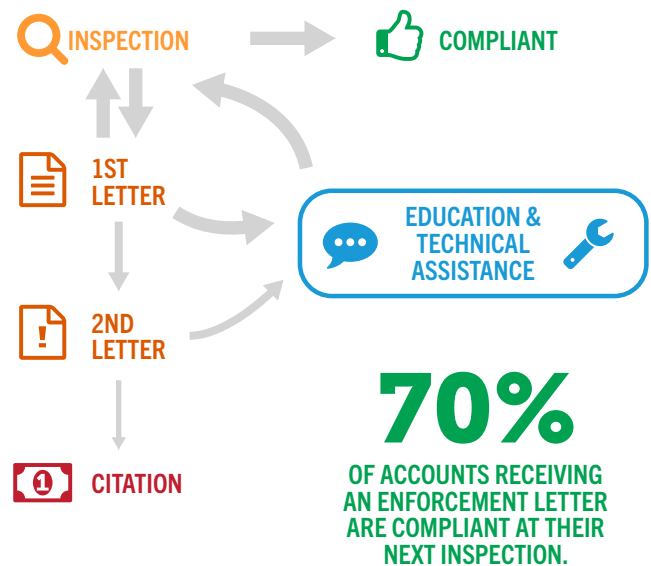 INSPECTION
COMPLIANT
1ST
LETTER
EDUCATION &
TECHNICAL
ASSISTANCE
2ND
LETTER
!
1
CITATION
70%
OF ACCOUNTS RECEIVING
AN ENFORCEMENT LETTER
ARE COMPLIANT AT THEIR
NEXT INSPECTION.